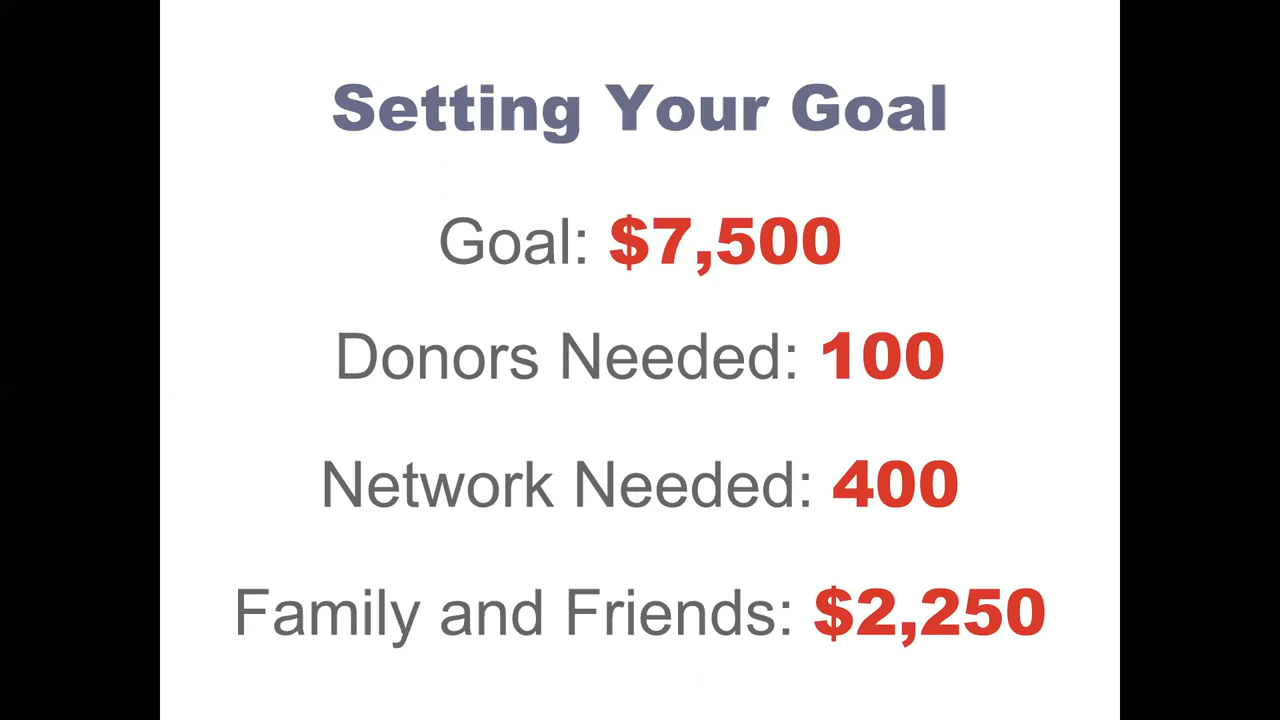 Setting Your Goal
Goal: $7,500
Donors Needed: 100
Network Needed: 400
Family and Friends: $2,250